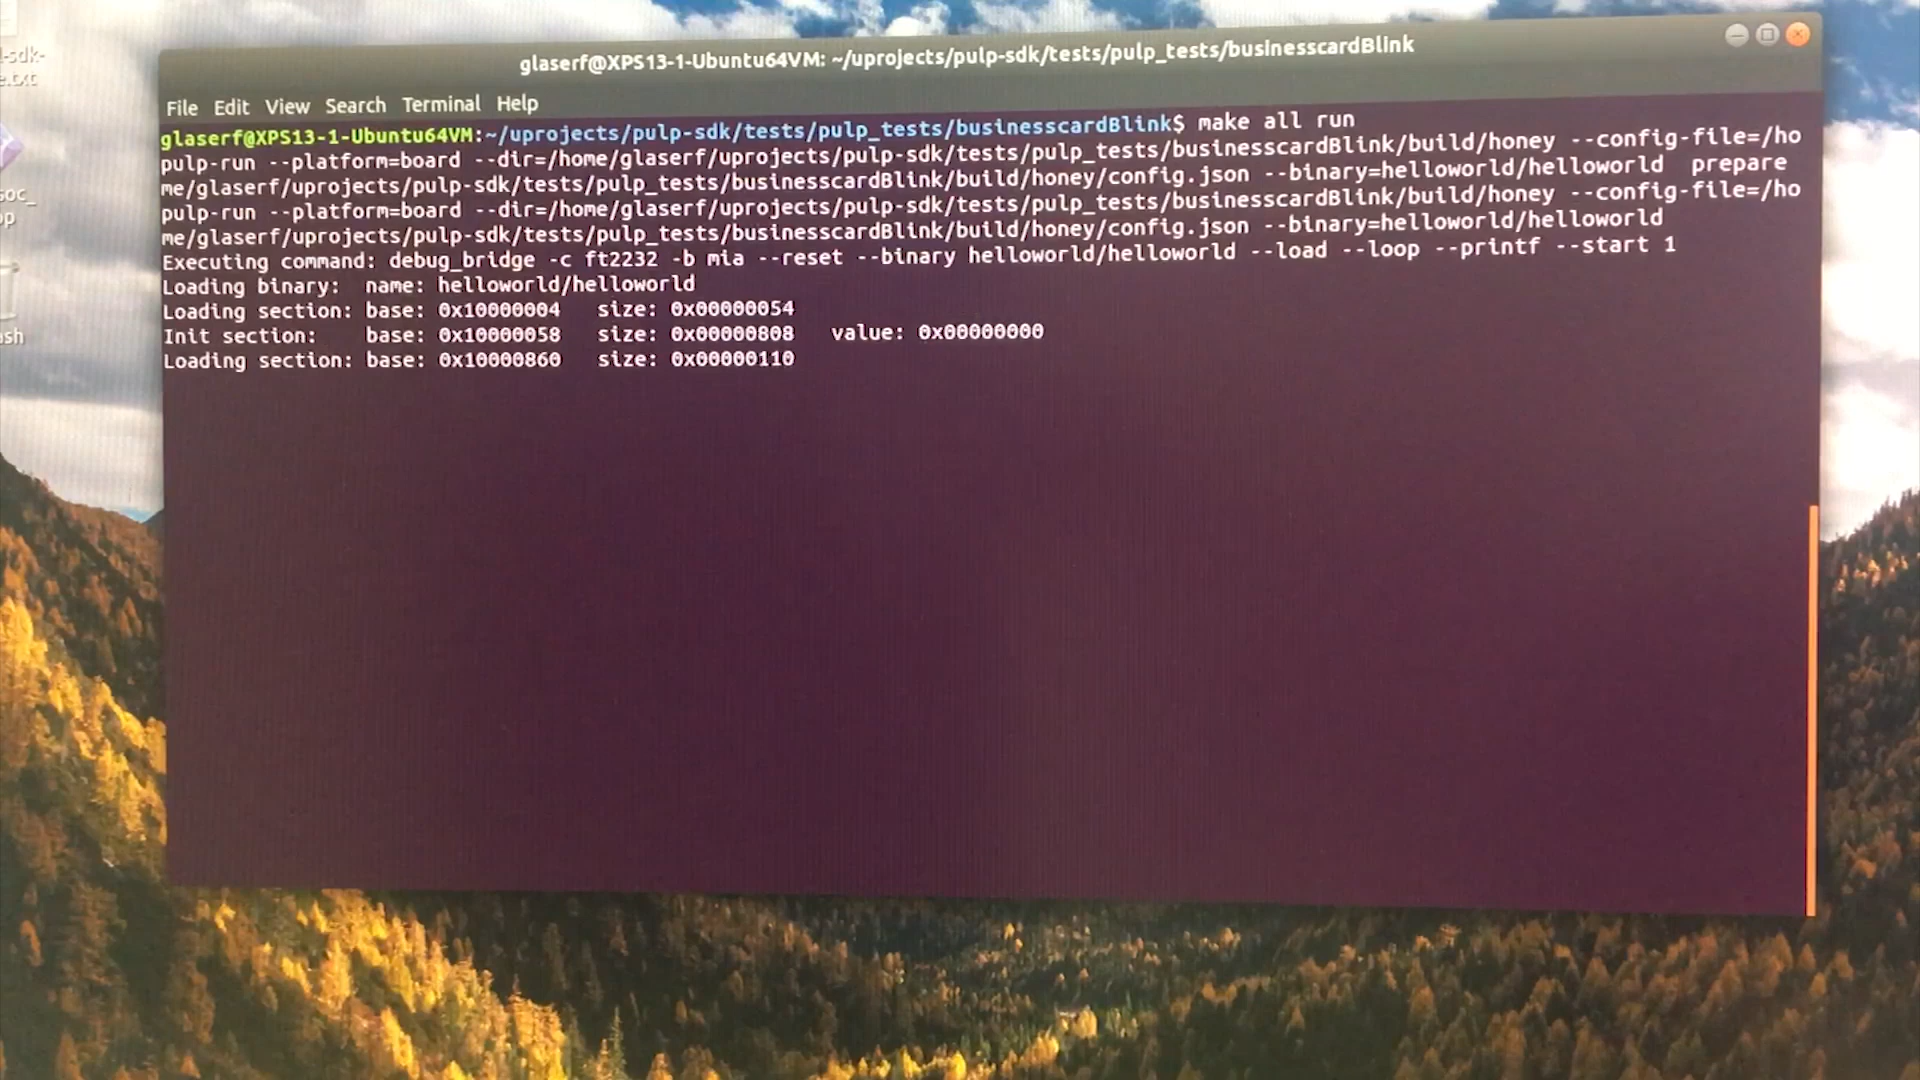 -sdk-
e.txt
soc_
op
ash
glaserf@XPS13-1-Ubuntu64VM: ~/uprojects/pulp-sdk/tests/pulp_tests/businesscardBlink
File Edit View Search Terminal Help
glaserf@XPS13-1-Ubuntu64VM:~/uprojects/pulp-sdk/tests/pulp_tests/businesscardBlink$ make all run
pulp-run --platform=board --dir=/home/glaserf/uprojects/pulp-sdk/tests/pulp_tests/businesscardBlink/build/honey --config-file=/ho
me/glaserf/uprojects/pulp-sdk/tests/pulp_tests/businesscardBlink/build/honey/config.json --binary=helloworld/helloworld  prepare
pulp-run --platform=board --dir=/home/glaserf/uprojects/pulp-sdk/tests/pulp_tests/businesscardBlink/build/honey --config-file=/ho
me/glaserf/uprojects/pulp-sdk/tests/pulp_tests/businesscardBlink/build/honey/config.json --binary=helloworld/helloworld
Executing command: debug_bridge -c ft2232 -b mia --reset --binary helloworld/helloworld --load --loop --printf --start 1
Loading binary:  name: helloworld/helloworld
Loading section: base: 0x10000004   size: 0x00000054
Init section:    base: 0x10000058   size: 0x00000808   value: 0x00000000
Loading section: base: 0x10000860   size: 0x00000110